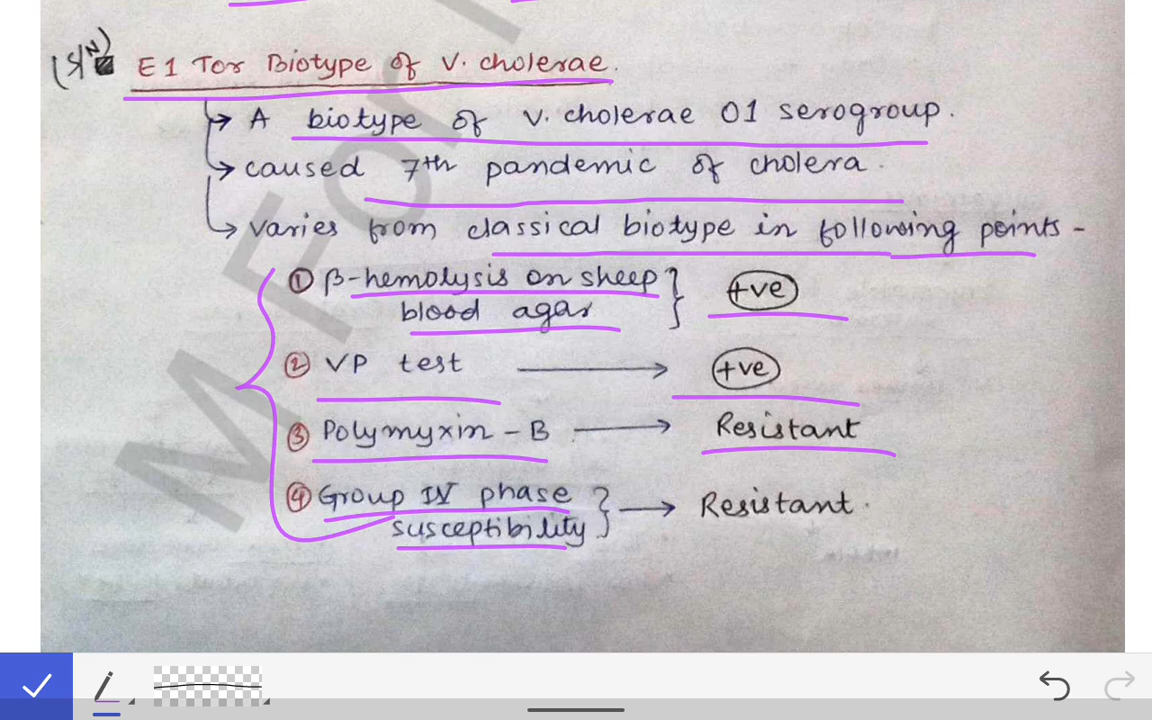 (S/N) E1 Tor Biotype of V. cholerae.
→ A biotype of V. cholerae O1 serogroup.
→ caused 7th pandemic of cholera.
→ varies from classical biotype in following points -
① β-hemolysis on sheep blood agar } +ve
② VP test → +ve
③ Polymyxin - B → Resistant
④ Group IV phase susceptibility } → Resistant.
M For